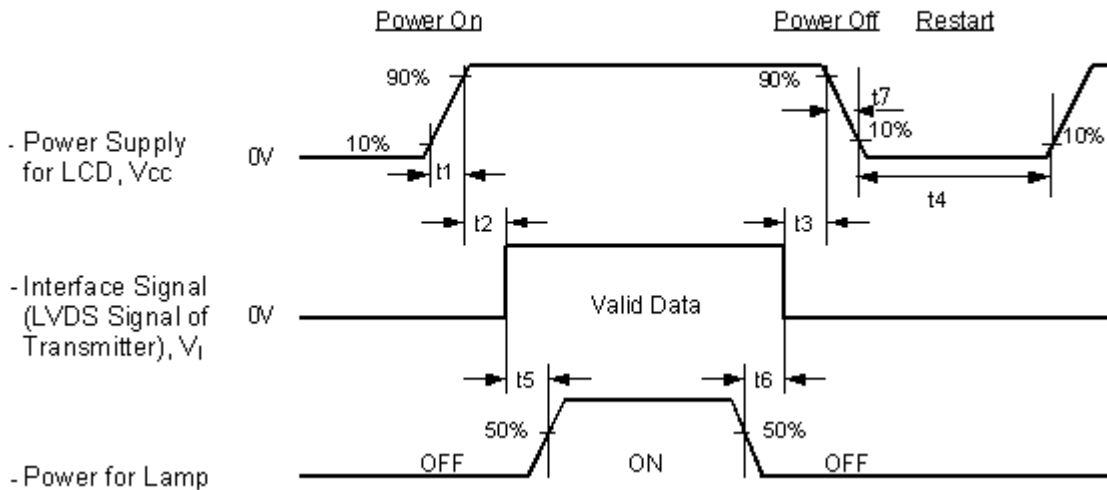 Power On
Power Off
Restart
90%
90%
t7
- Power Supply
for LCD, Vcc
0V
10%
t1
10%
10%
t4
t2
t3
- Interface Signal
(LVDS Signal of
Transmitter), VI
0V
Valid Data
t5
t6
50%
50%
- Power for Lamp
OFF
ON
OFF